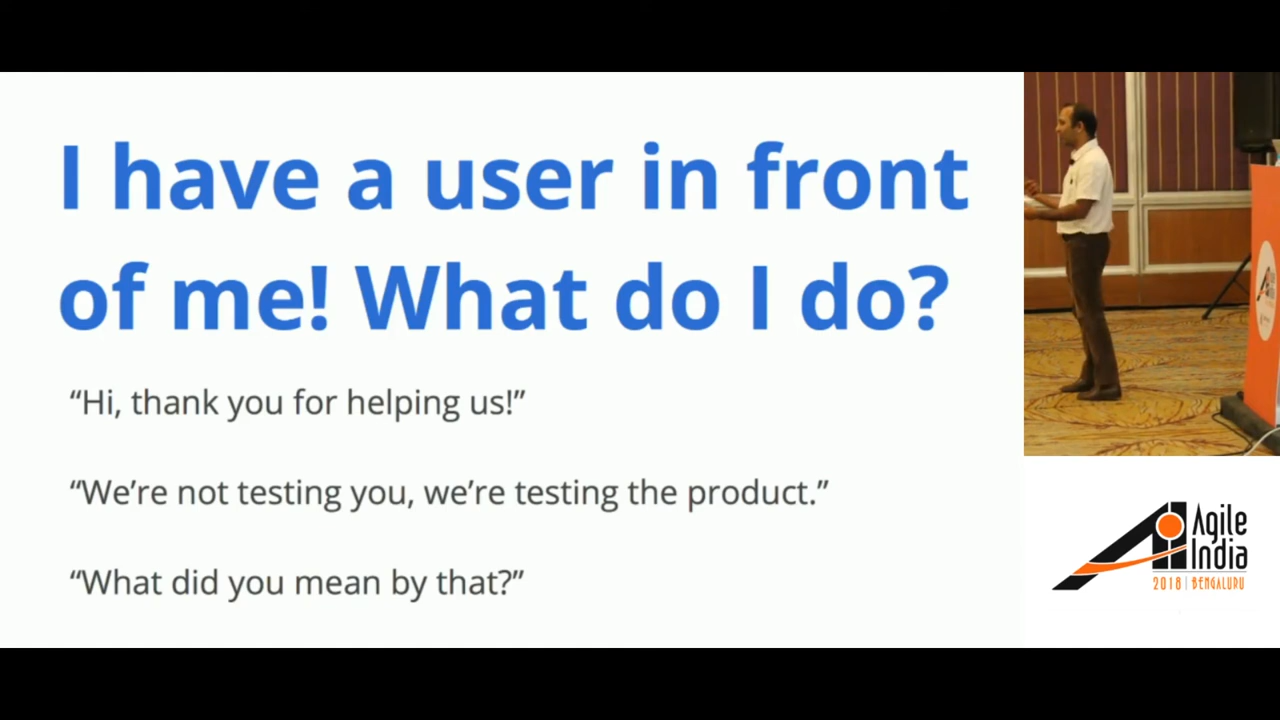 I have a user in front
of me! What do I do?
“Hi, thank you for helping us!”
“We’re not testing you, we’re testing the product.”
“What did you mean by that?”
Agile
India
2018 | BENGALURU